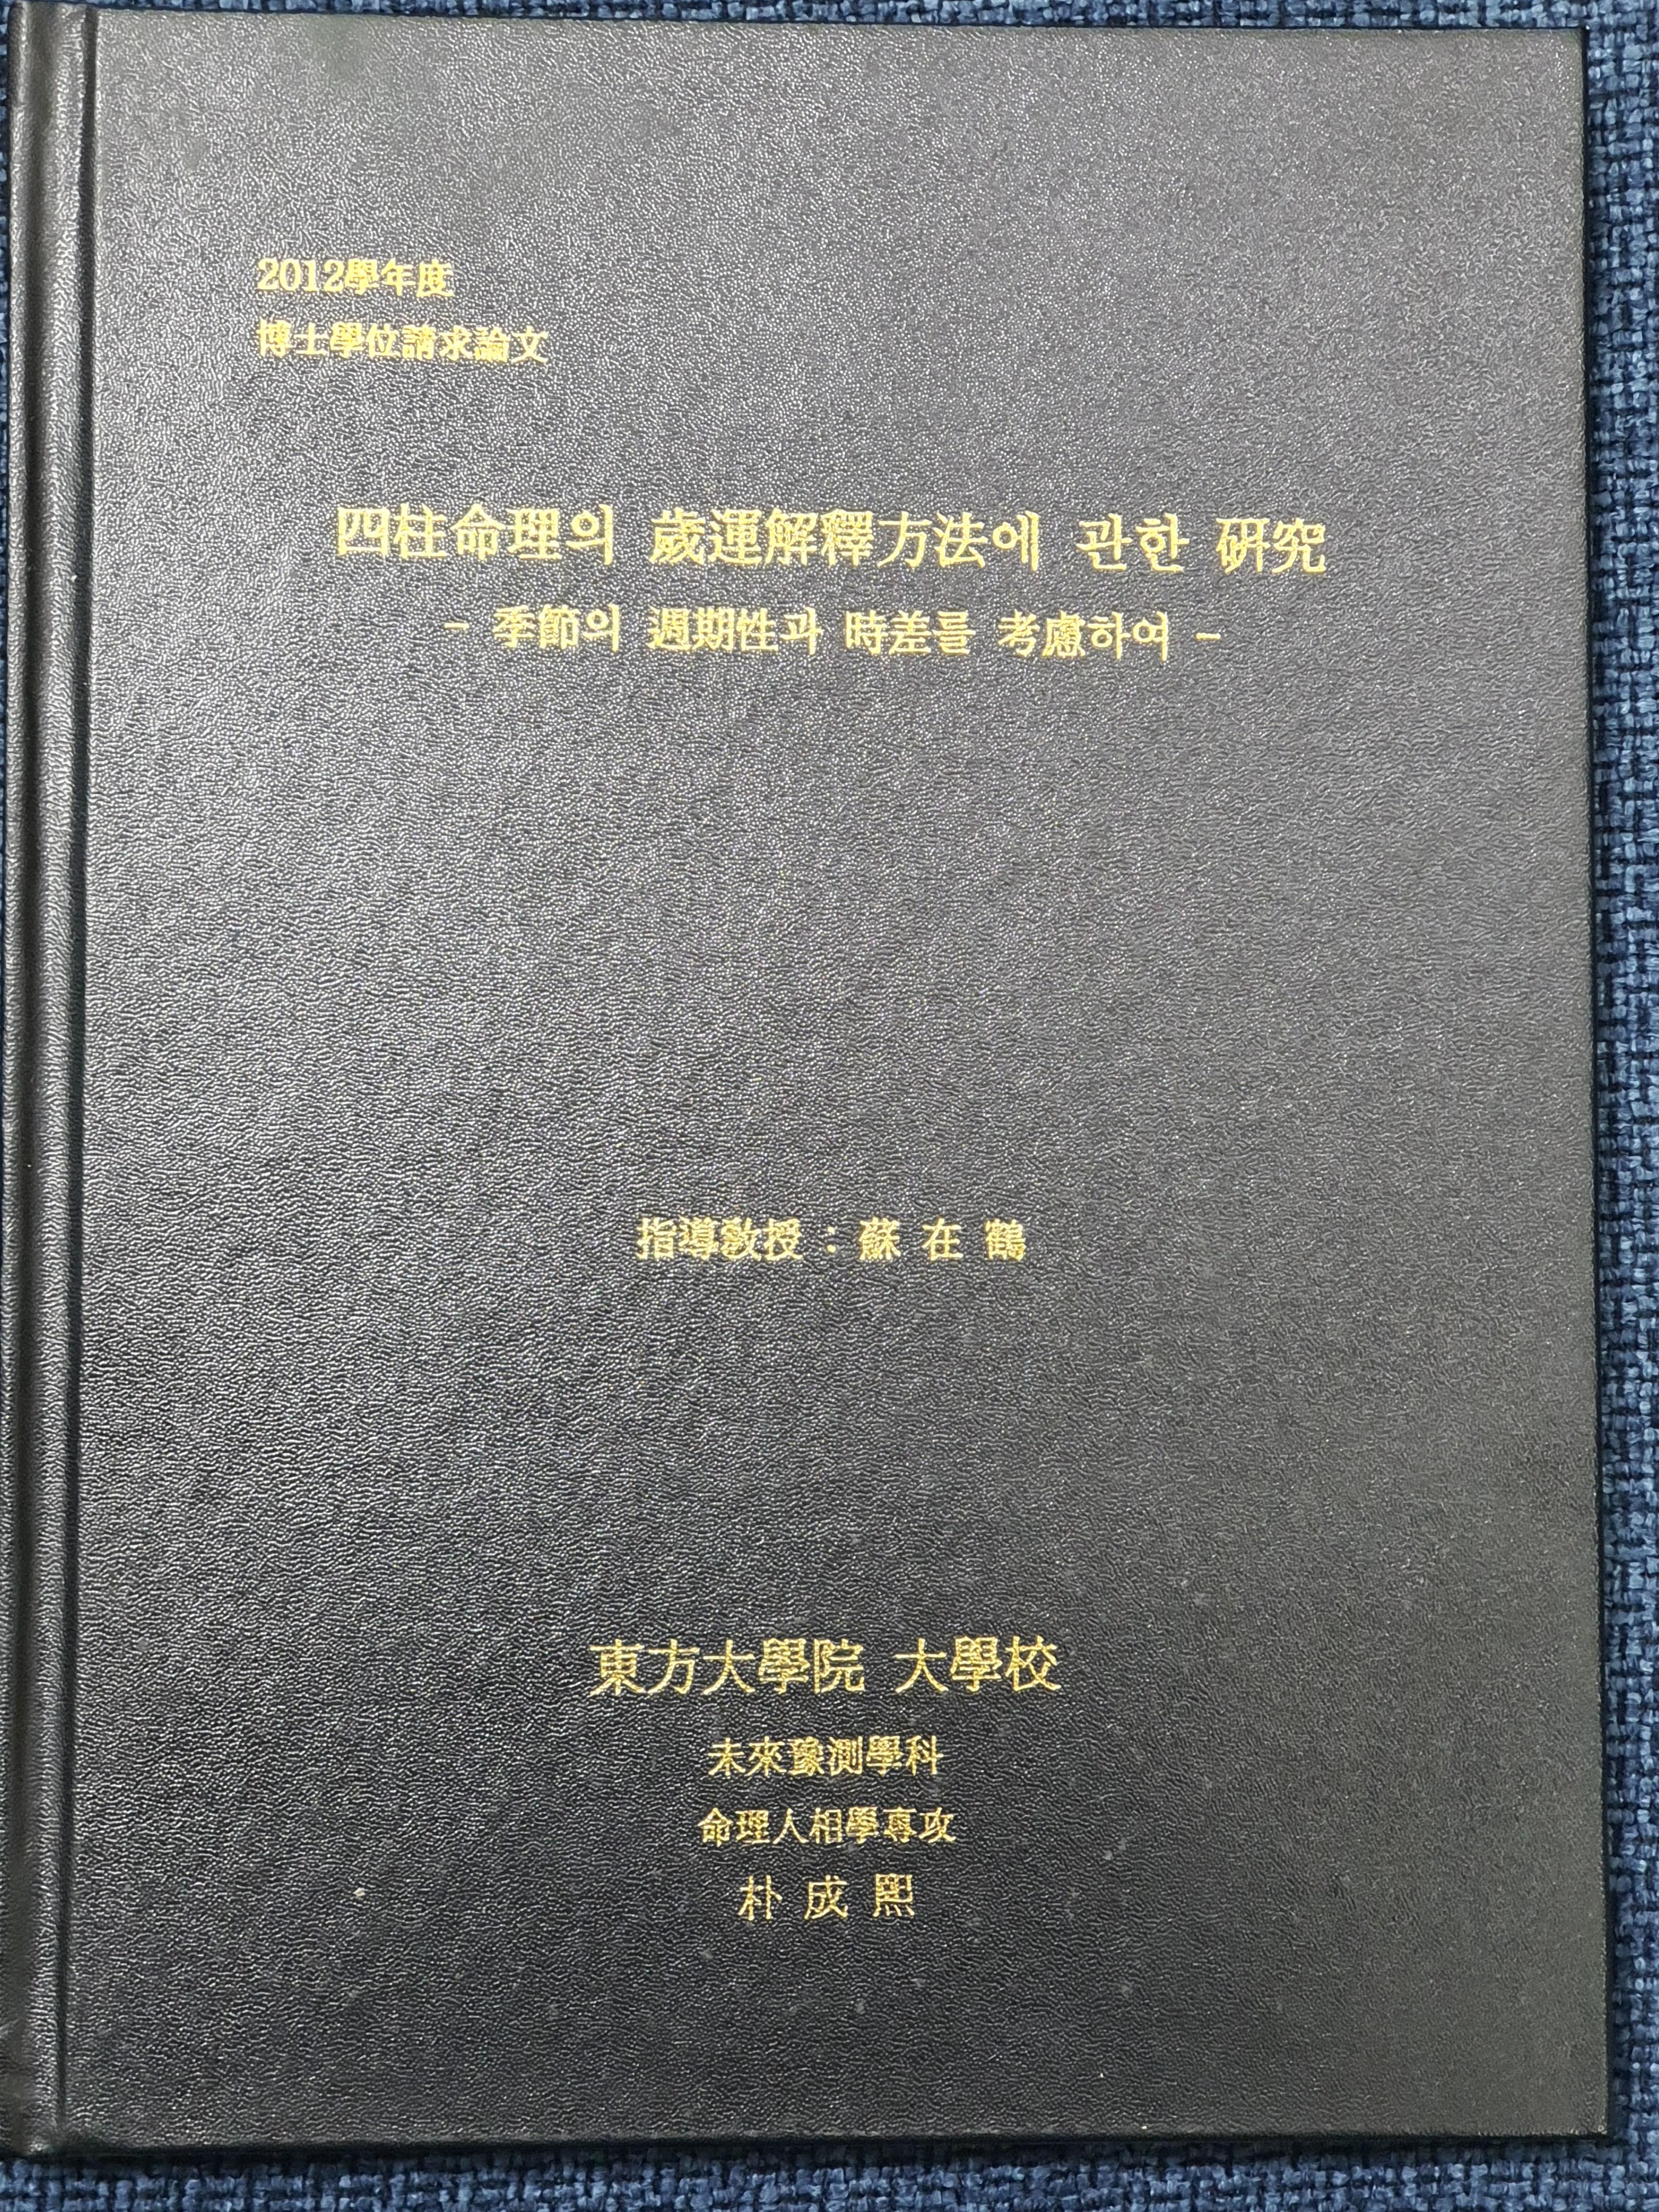 2012學年度
博士學位請求論文
四柱命理의 歲運解釋方法에 관한 硏究
- 季節의 週期性과 時差를 考慮하여 -
指導敎授 : 蘇 在 鶴
東方大學院 大學校
未來豫測學科
命理人相學專攻
朴 成 熙